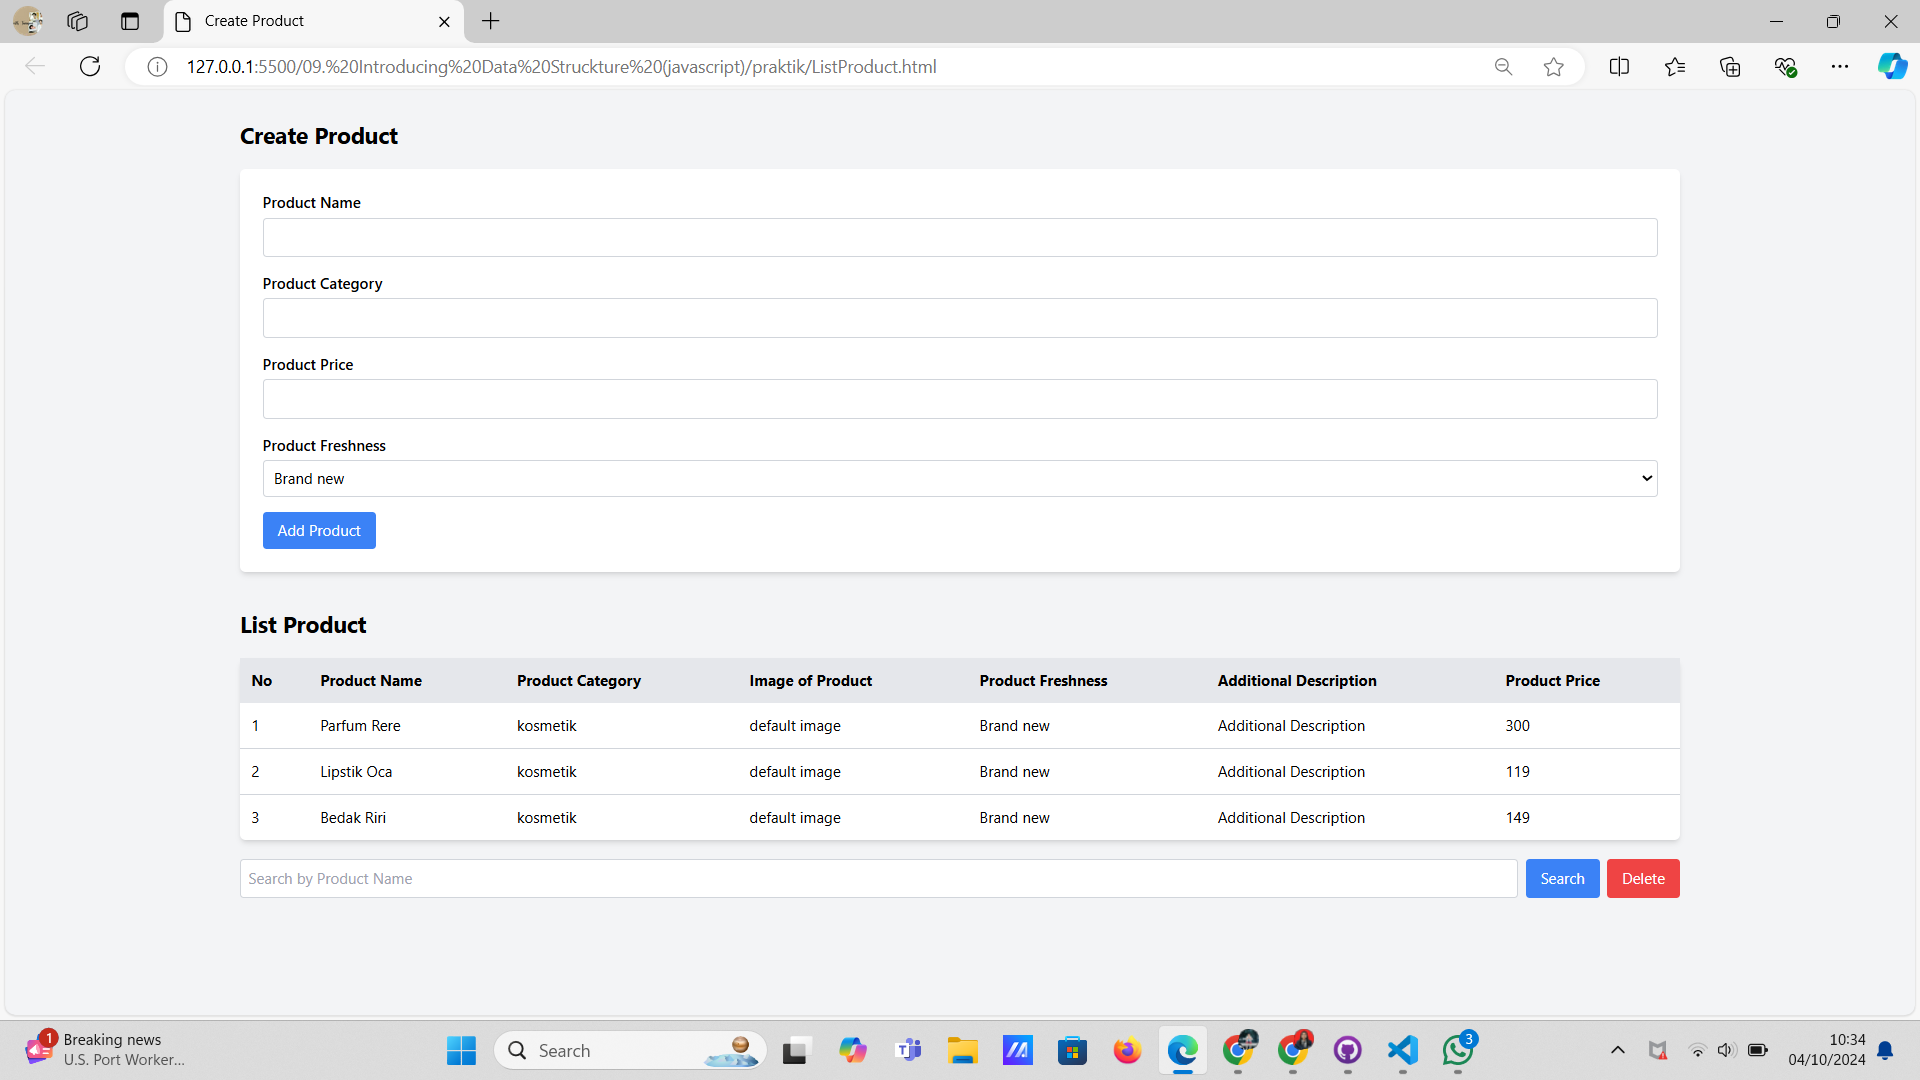 Create Product
127.0.0.1:5500/09.%20Introducing%20Data%20Struckture%20(javascript)/praktik/ListProduct.html
Create Product
Product Name
Product Category
Product Price
Product Freshness
Brand new
Add Product
List Product
No Product Name Product Category Image of Product Product Freshness Additional Description Product Price
1 Parfum Rere kosmetik default image Brand new Additional Description 300
2 Lipstik Oca kosmetik default image Brand new Additional Description 119
3 Bedak Riri kosmetik default image Brand new Additional Description 149
Search by Product Name Search Delete
1 Breaking news
U.S. Port Worker...
Search
3
10:34
04/10/2024